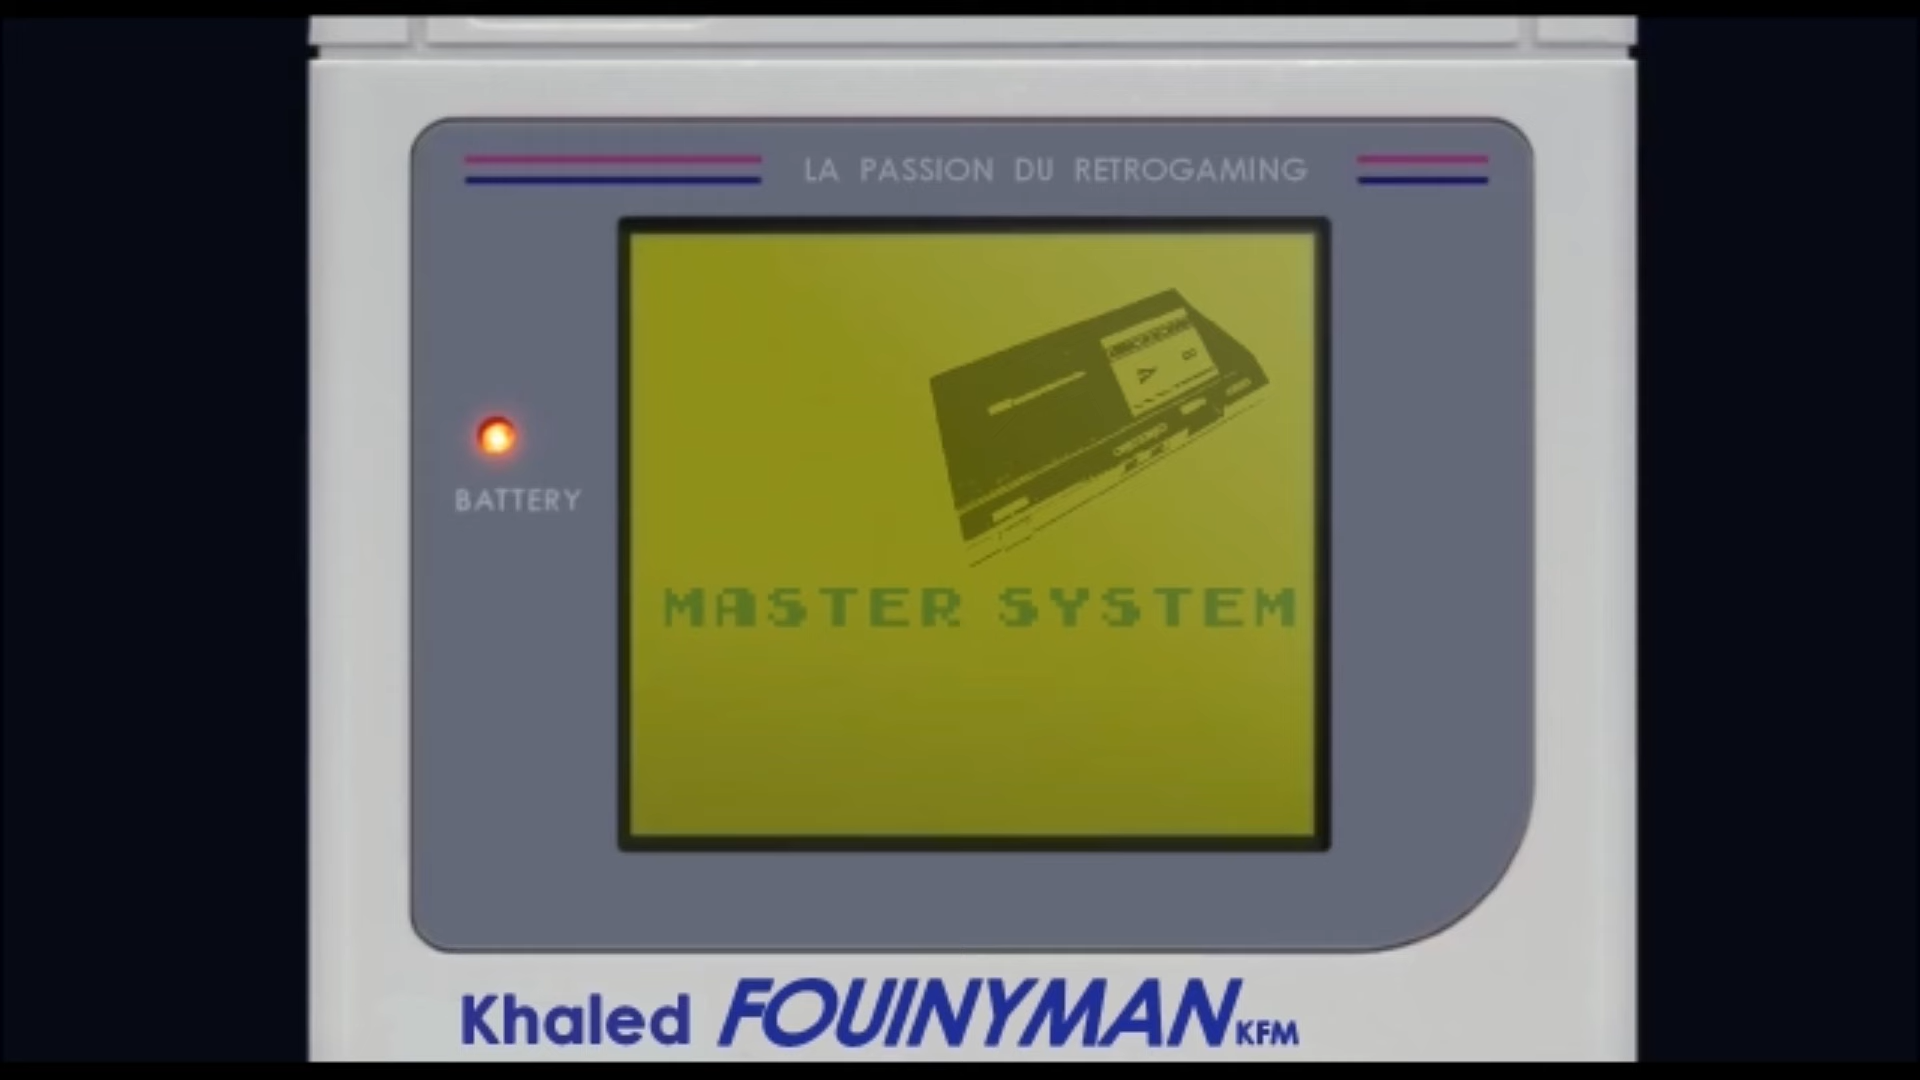 LA PASSION DU RETROGAMING
BATTERY
MASTER SYSTEM
Khaled FOUINYMAN KFM